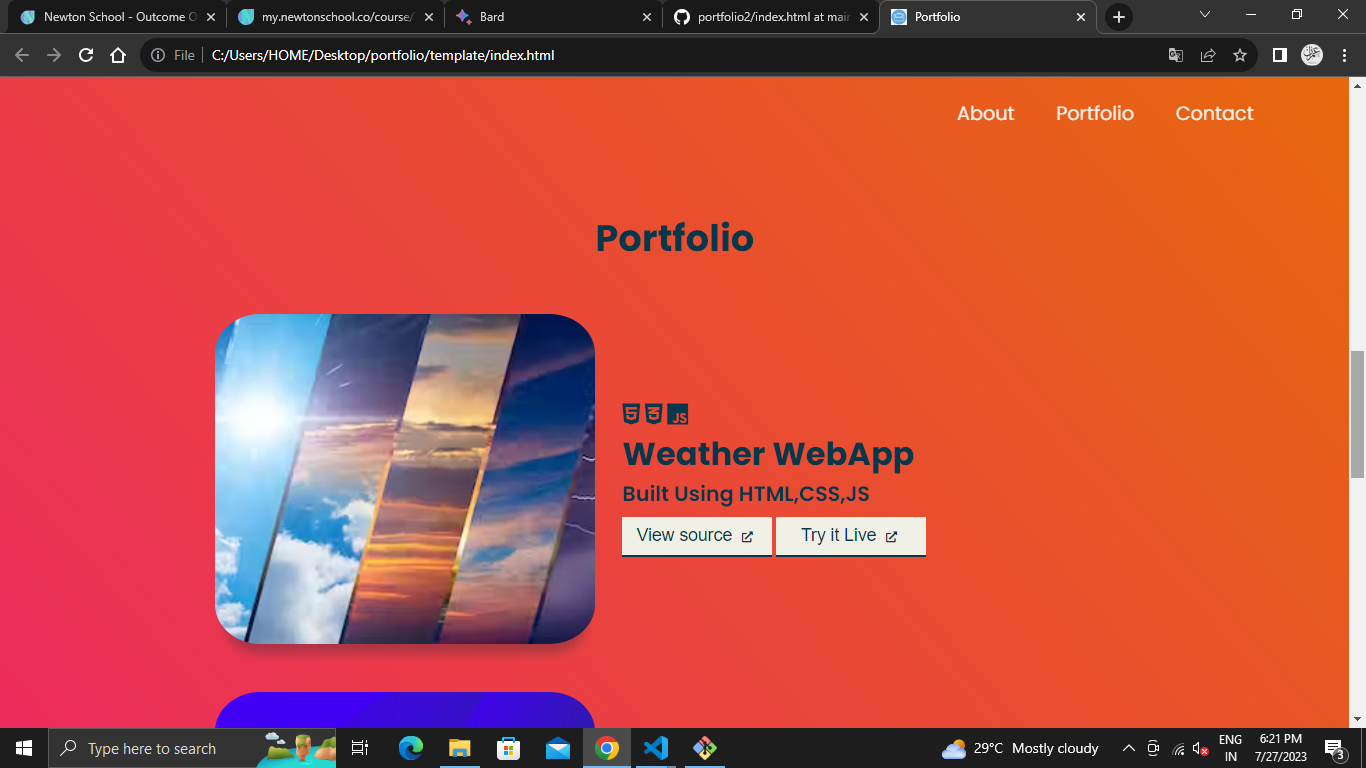 Newton School - Outcome O
my.newtonschool.co/course/
Bard
portfolio2/index.html at main
Portfolio
File
C:/Users/HOME/Desktop/portfolio/template/index.html
About Portfolio Contact
Portfolio
5 3 JS
Weather WebApp
Built Using HTML,CSS,JS
View source Try it Live
Type here to search
29°C Mostly cloudy
ENG
IN
6:21 PM
7/27/2023
3